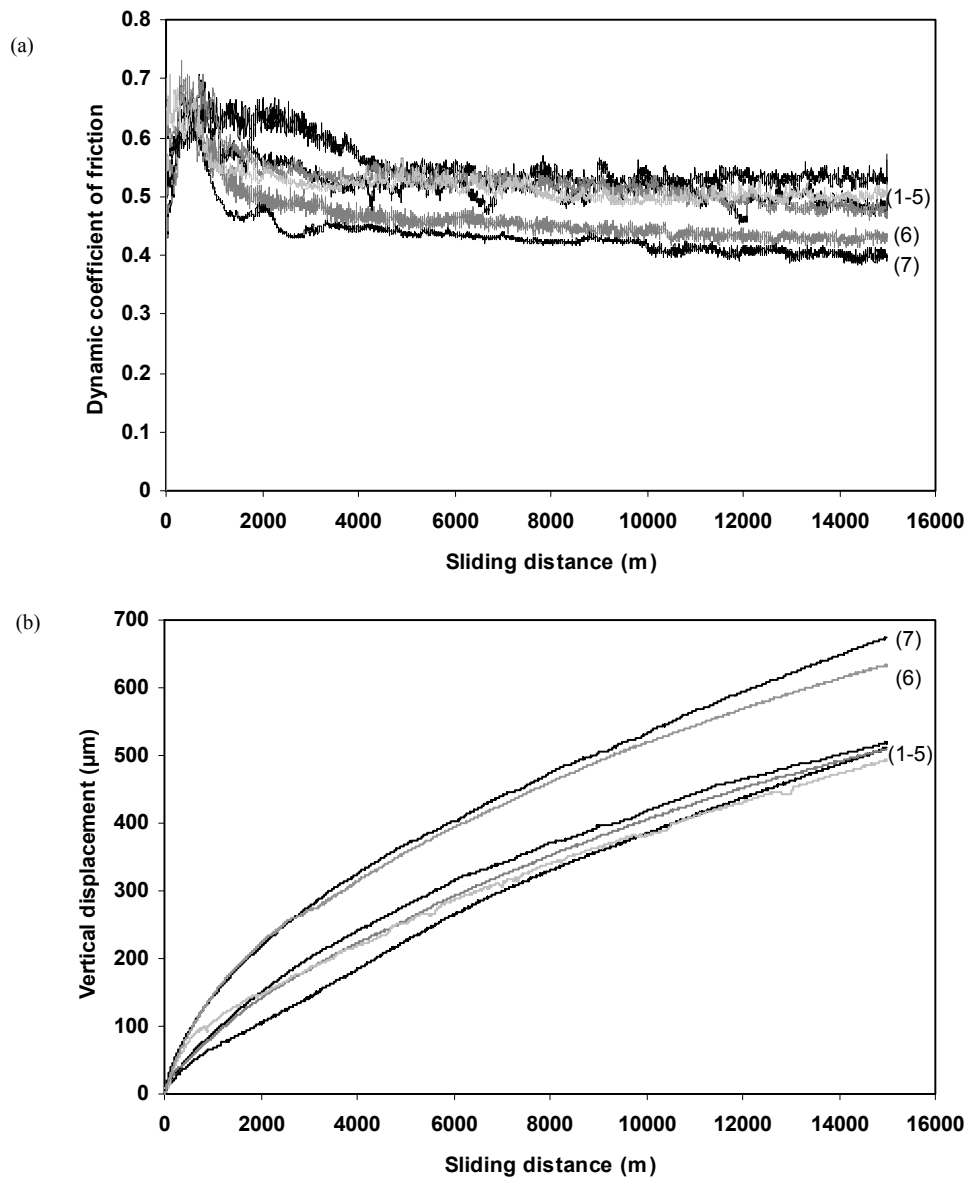 (a)
Dynamic coefficient of friction
0.8
0.7
0.6
0.5
0.4
0.3
0.2
0.1
0
(1-5)
(6)
(7)
0 2000 4000 6000 8000 10000 12000 14000 16000
Sliding distance (m)
(b)
Vertical displacement (µm)
700
600
500
400
300
200
100
0
(7)
(6)
(1-5)
0 2000 4000 6000 8000 10000 12000 14000 16000
Sliding distance (m)